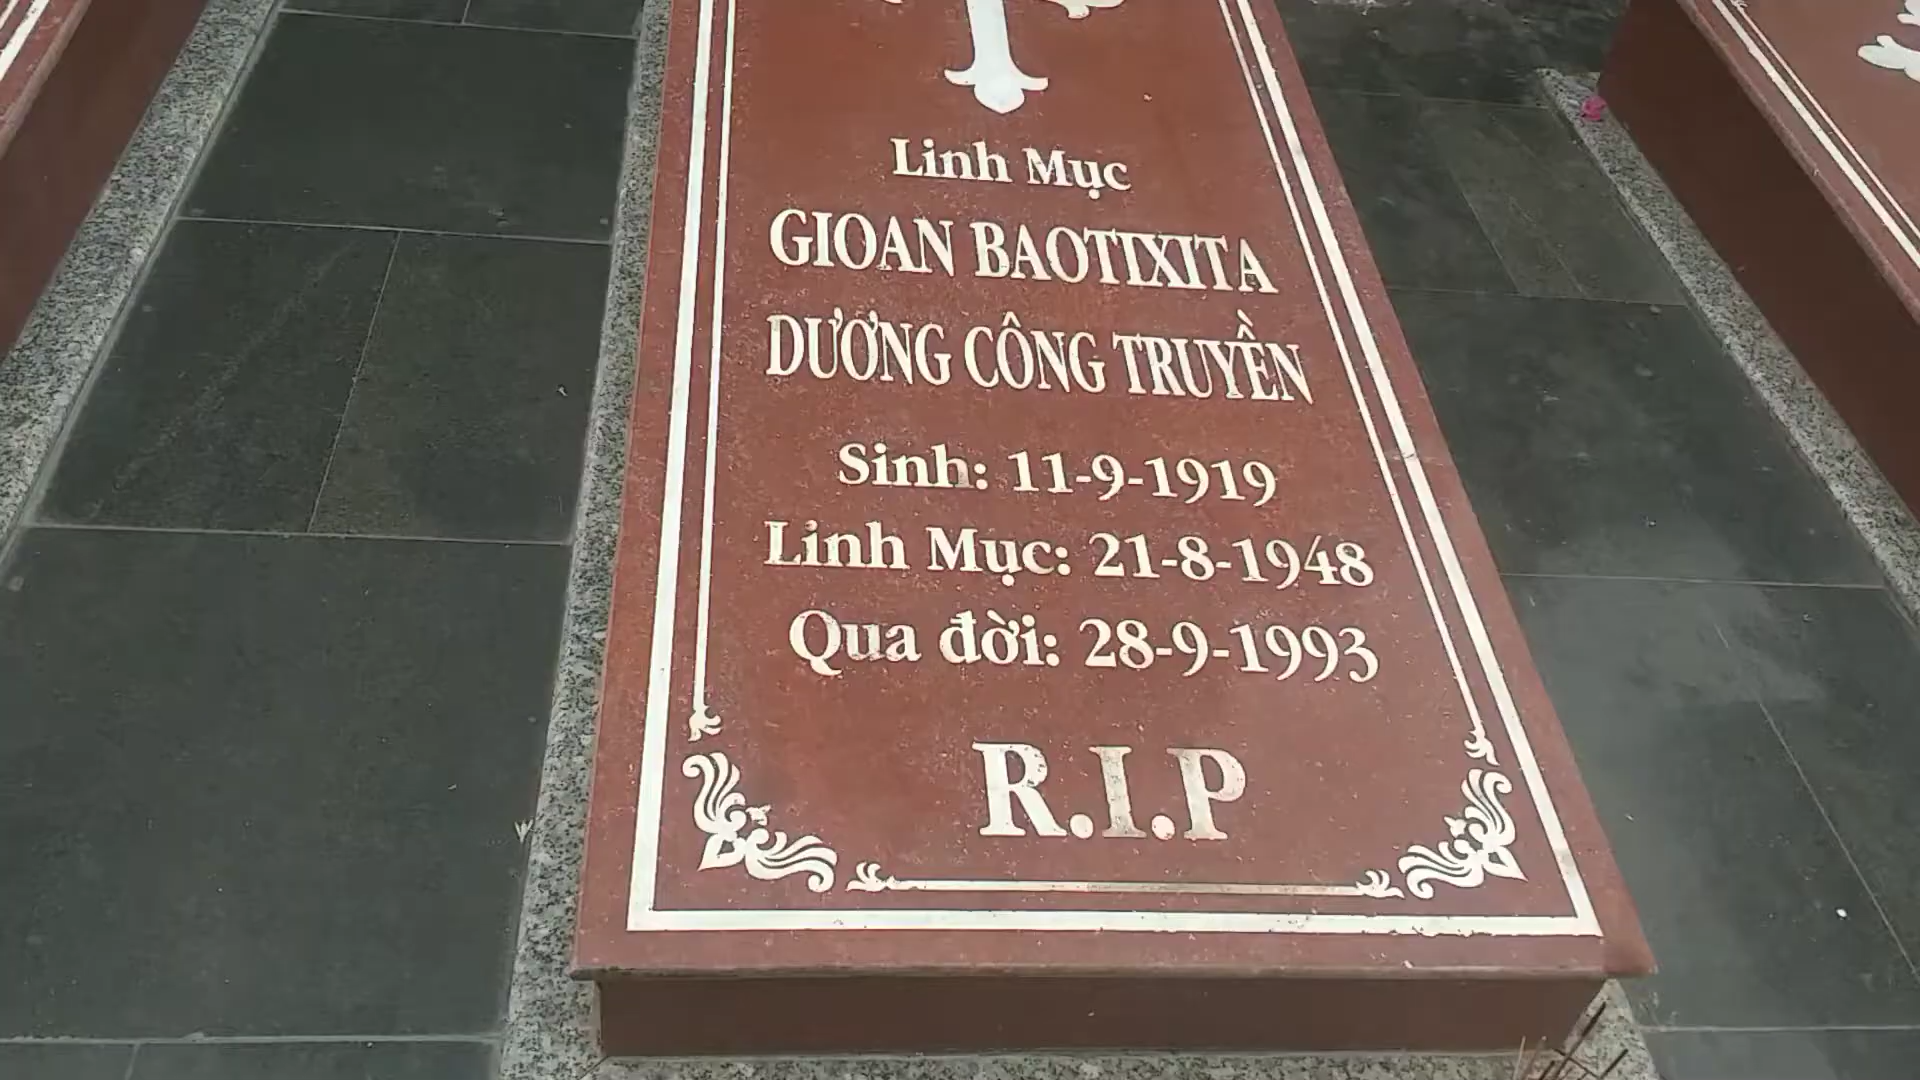 Linh Mục
GIOAN BAOTIXITA
DƯƠNG CÔNG TRUYỀN
Sinh: 11-9-1919
Linh Mục: 21-8-1948
Qua đời: 28-9-1993
R.I.P